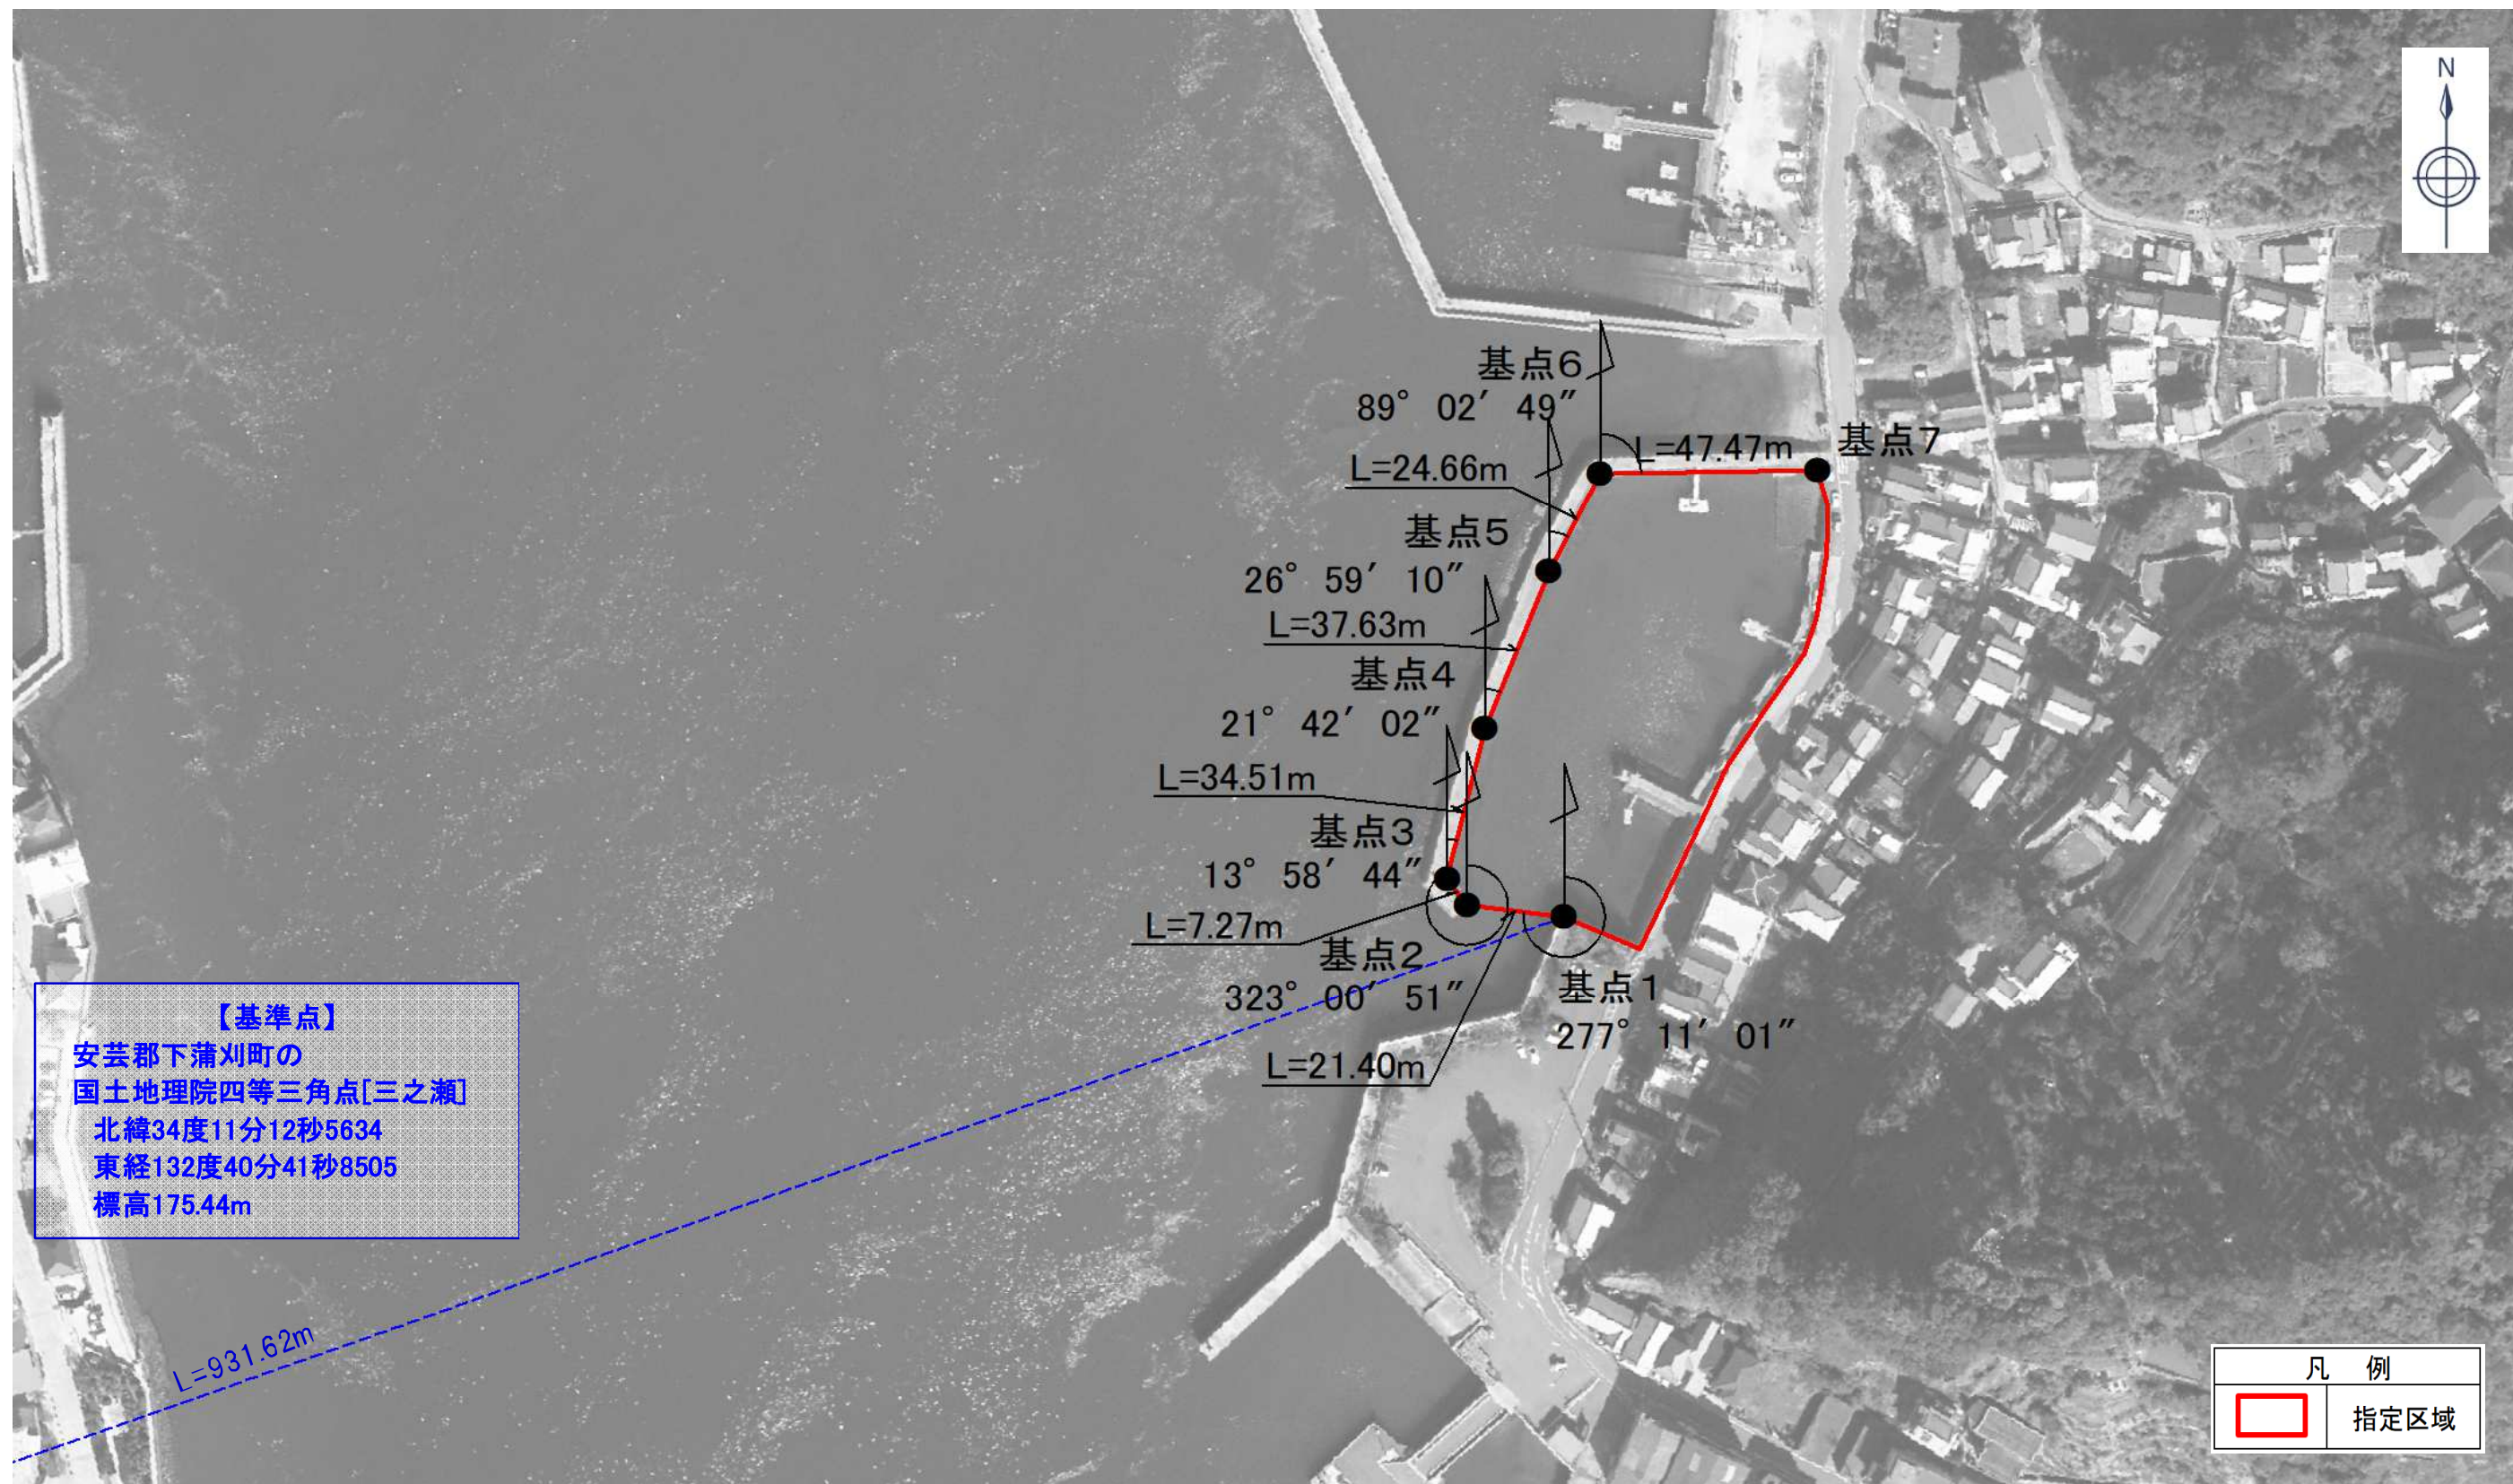 N
基点6
89° 02′ 49″
L=47.47m
基点7
L=24.66m
基点5
26° 59′ 10″
L=37.63m
基点4
21° 42′ 02″
L=34.51m
基点3
13° 58′ 44″
L=7.27m
基点2
323° 00′ 51″
基点1
277° 11′ 01″
L=21.40m
【基準点】
安芸郡下蒲刈町の
国土地理院四等三角点[三之瀬]
北緯34度11分12秒5634
東経132度40分41秒8505
標高175.44m
L=931.62m
凡 例
指定区域